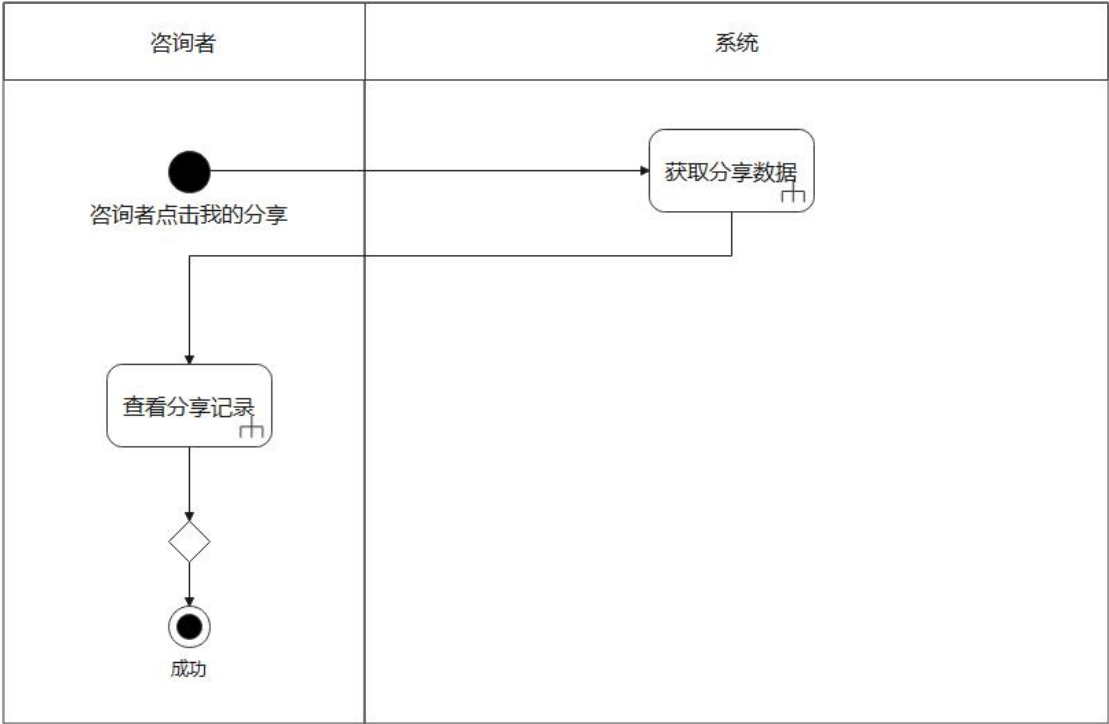 咨询者
系统
获取分享数据
咨询者点击我的分享
查看分享记录
成功